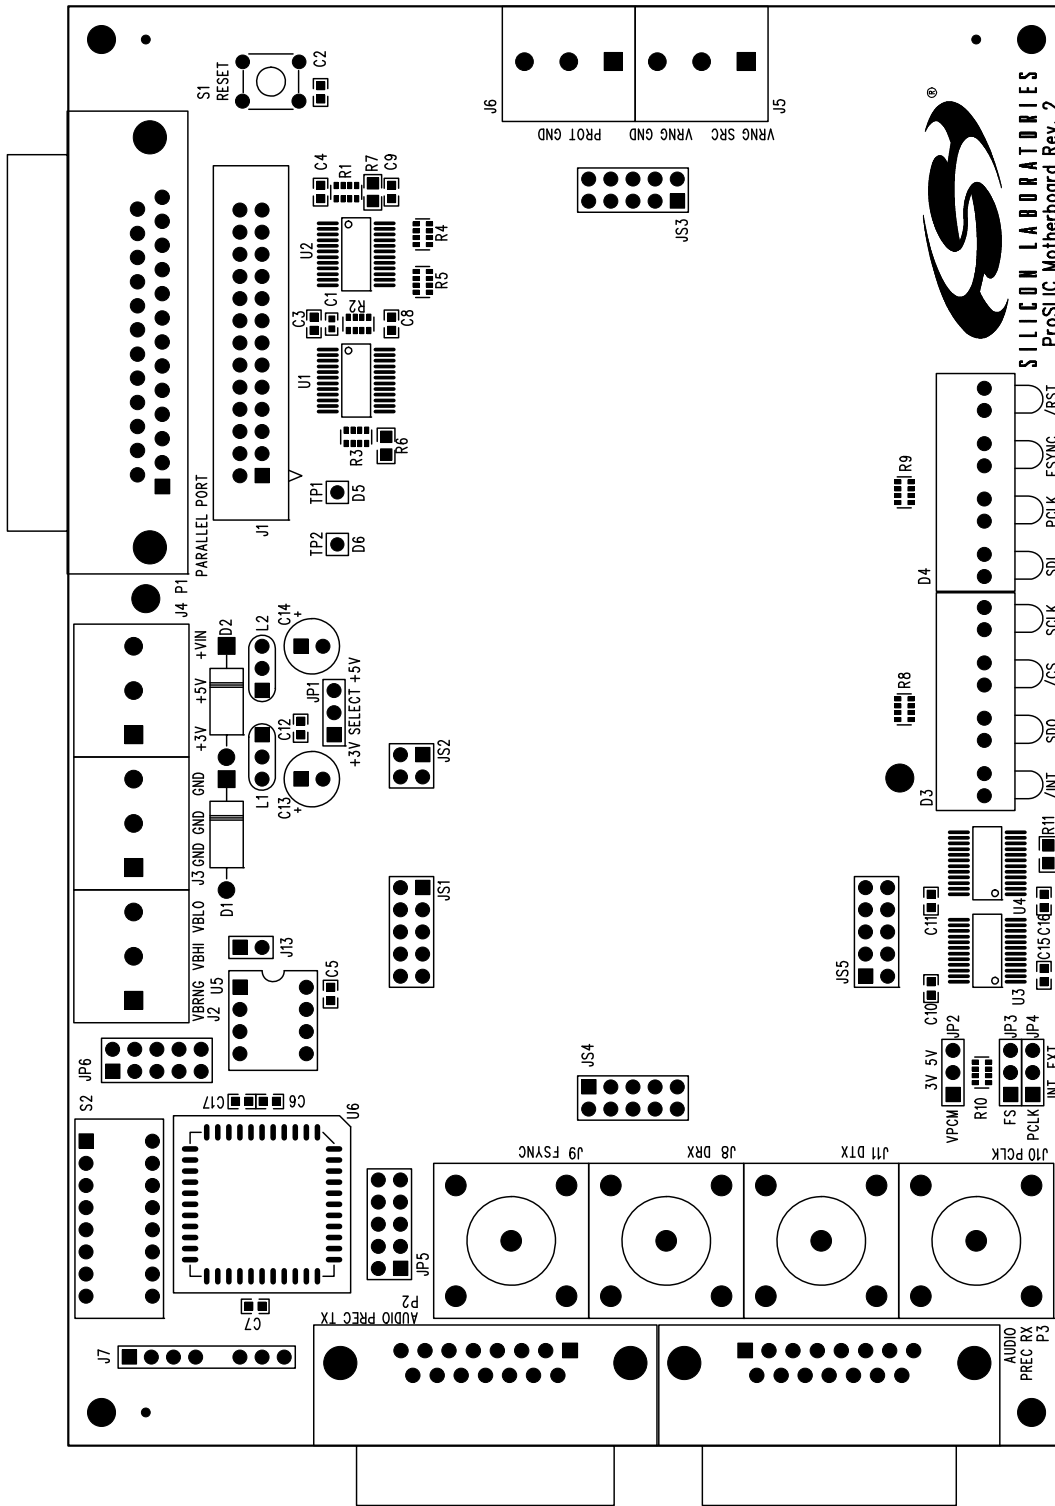 S1
RESET
C2
J6
PROT GND
VRNG GND
VRNG SRC
J5
JS3
®
SILICON LABORATORIES
ProSLIC Motherboard Rev. 2
C4
R1
R7
C9
U2
R4
R5
C3
C1
R2
C8
U1
R3
R6
PARALLEL PORT
P1
J1
TP1
D5
TP2
D6
J4
+VIN
+5V
+3V
D2
L2
C14
+
JP1
+3V SELECT +5V
C12
L1
C13
+
J3
GND
GND
GND
D1
JS2
JS1
VBLO
VBHI
VBRNG
J2
J13
U5
C5
JP6
S2
C17
C6
U6
C7
J7
JP5
P2
AUDIO PREC TX
JS4
J9 FSYNC
J8 DRX
J11 DTX
J10 PCLK
AUDIO
PREC RX
P3
R9
D4
/RST
FSYNC
PCLK
SDI
R8
D3
SCLK
/CS
SDO
/INT
R11
U4
C11
C16
C15
U3
C10
JS5
JP2
3V 5V
VPCM
R10
JP3
JP4
FS
PCLK
INT EXT